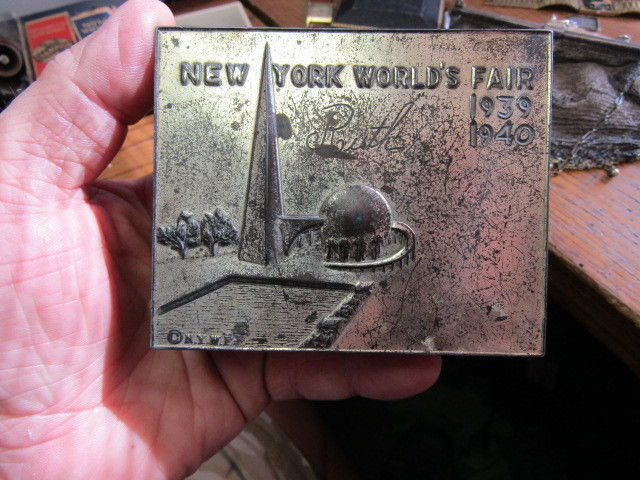 NEW YORK WORLD'S FAIR
1939
1940
Ruth
©N.Y.W.F.